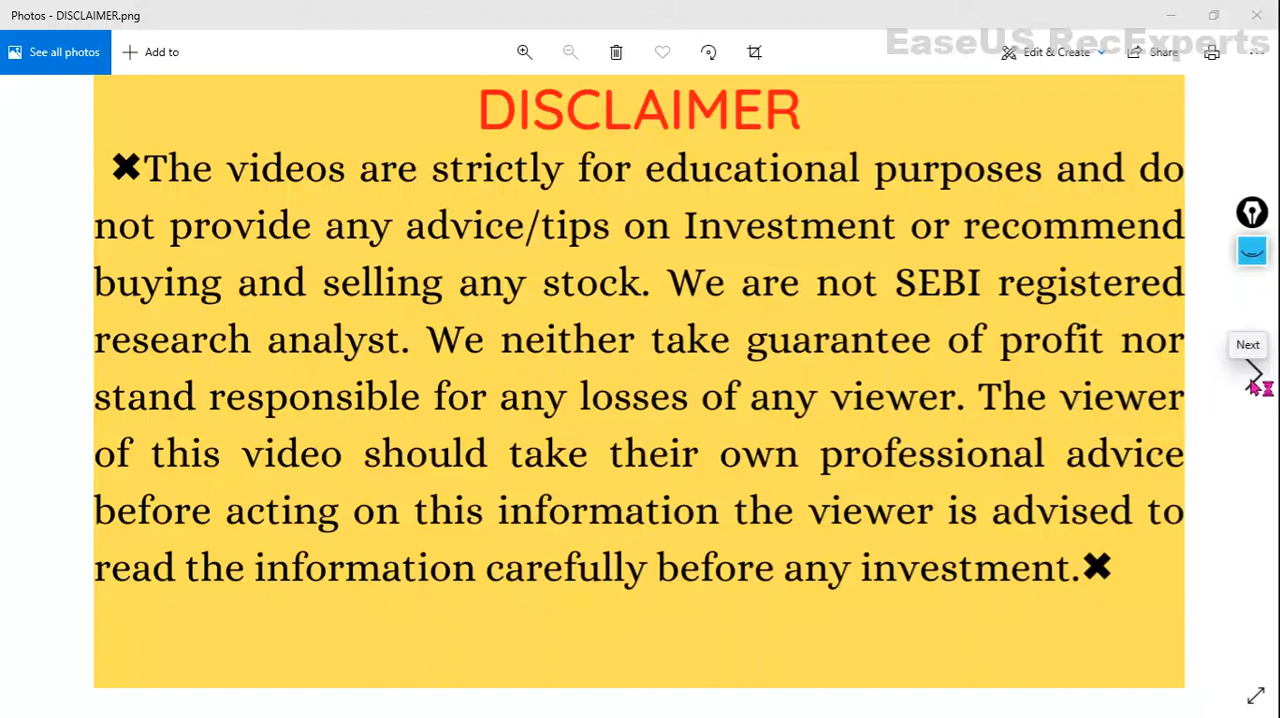 Photos - DISCLAIMER.png
EaseUS RecExperts
See all photos
Add to
Edit & Create
Share
DISCLAIMER
✖The videos are strictly for educational purposes and do
not provide any advice/tips on Investment or recommend
buying and selling any stock. We are not SEBI registered
research analyst. We neither take guarantee of profit nor
stand responsible for any losses of any viewer. The viewer
of this video should take their own professional advice
before acting on this information the viewer is advised to
read the information carefully before any investment.✖
Next